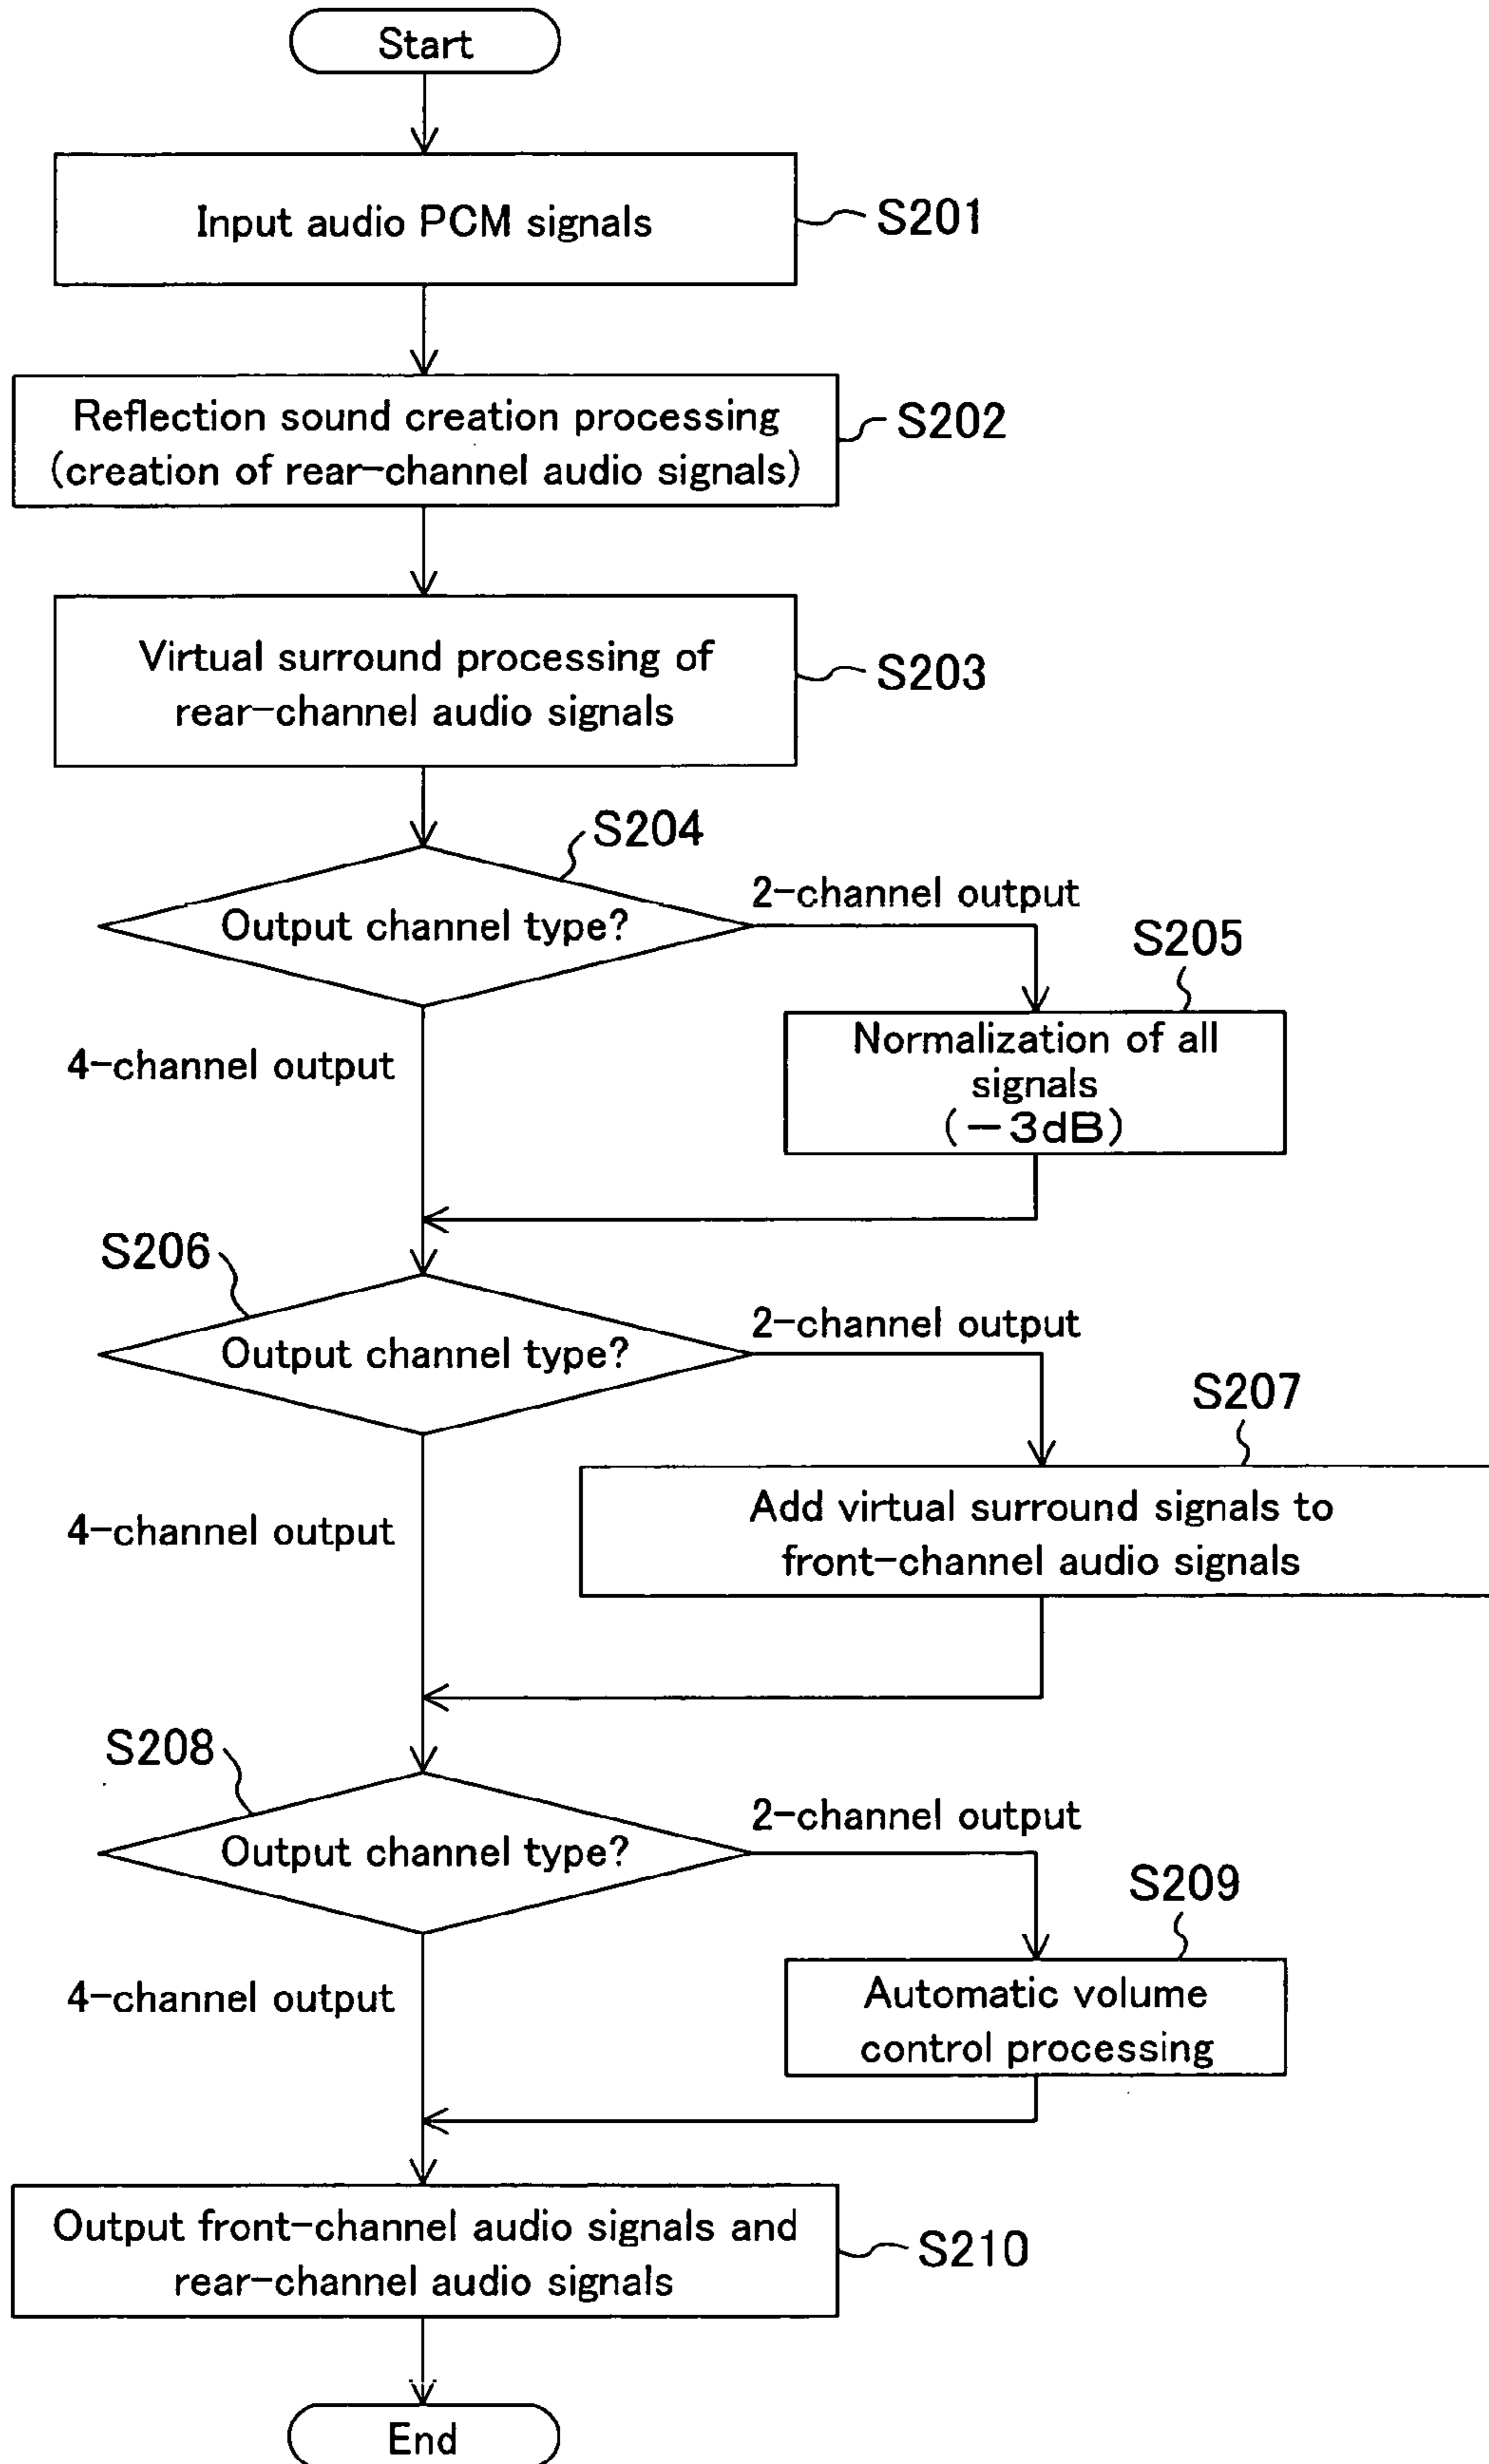 Start
Input audio PCM signals
S201
Reflection sound creation processing
(creation of rear-channel audio signals)
S202
Virtual surround processing of
rear-channel audio signals
S203
S204
Output channel type?
2-channel output
S205
Normalization of all
signals
(-3dB)
4-channel output
S206
Output channel type?
2-channel output
S207
Add virtual surround signals to
front-channel audio signals
4-channel output
S208
Output channel type?
2-channel output
S209
Automatic volume
control processing
4-channel output
Output front-channel audio signals and
rear-channel audio signals
S210
End